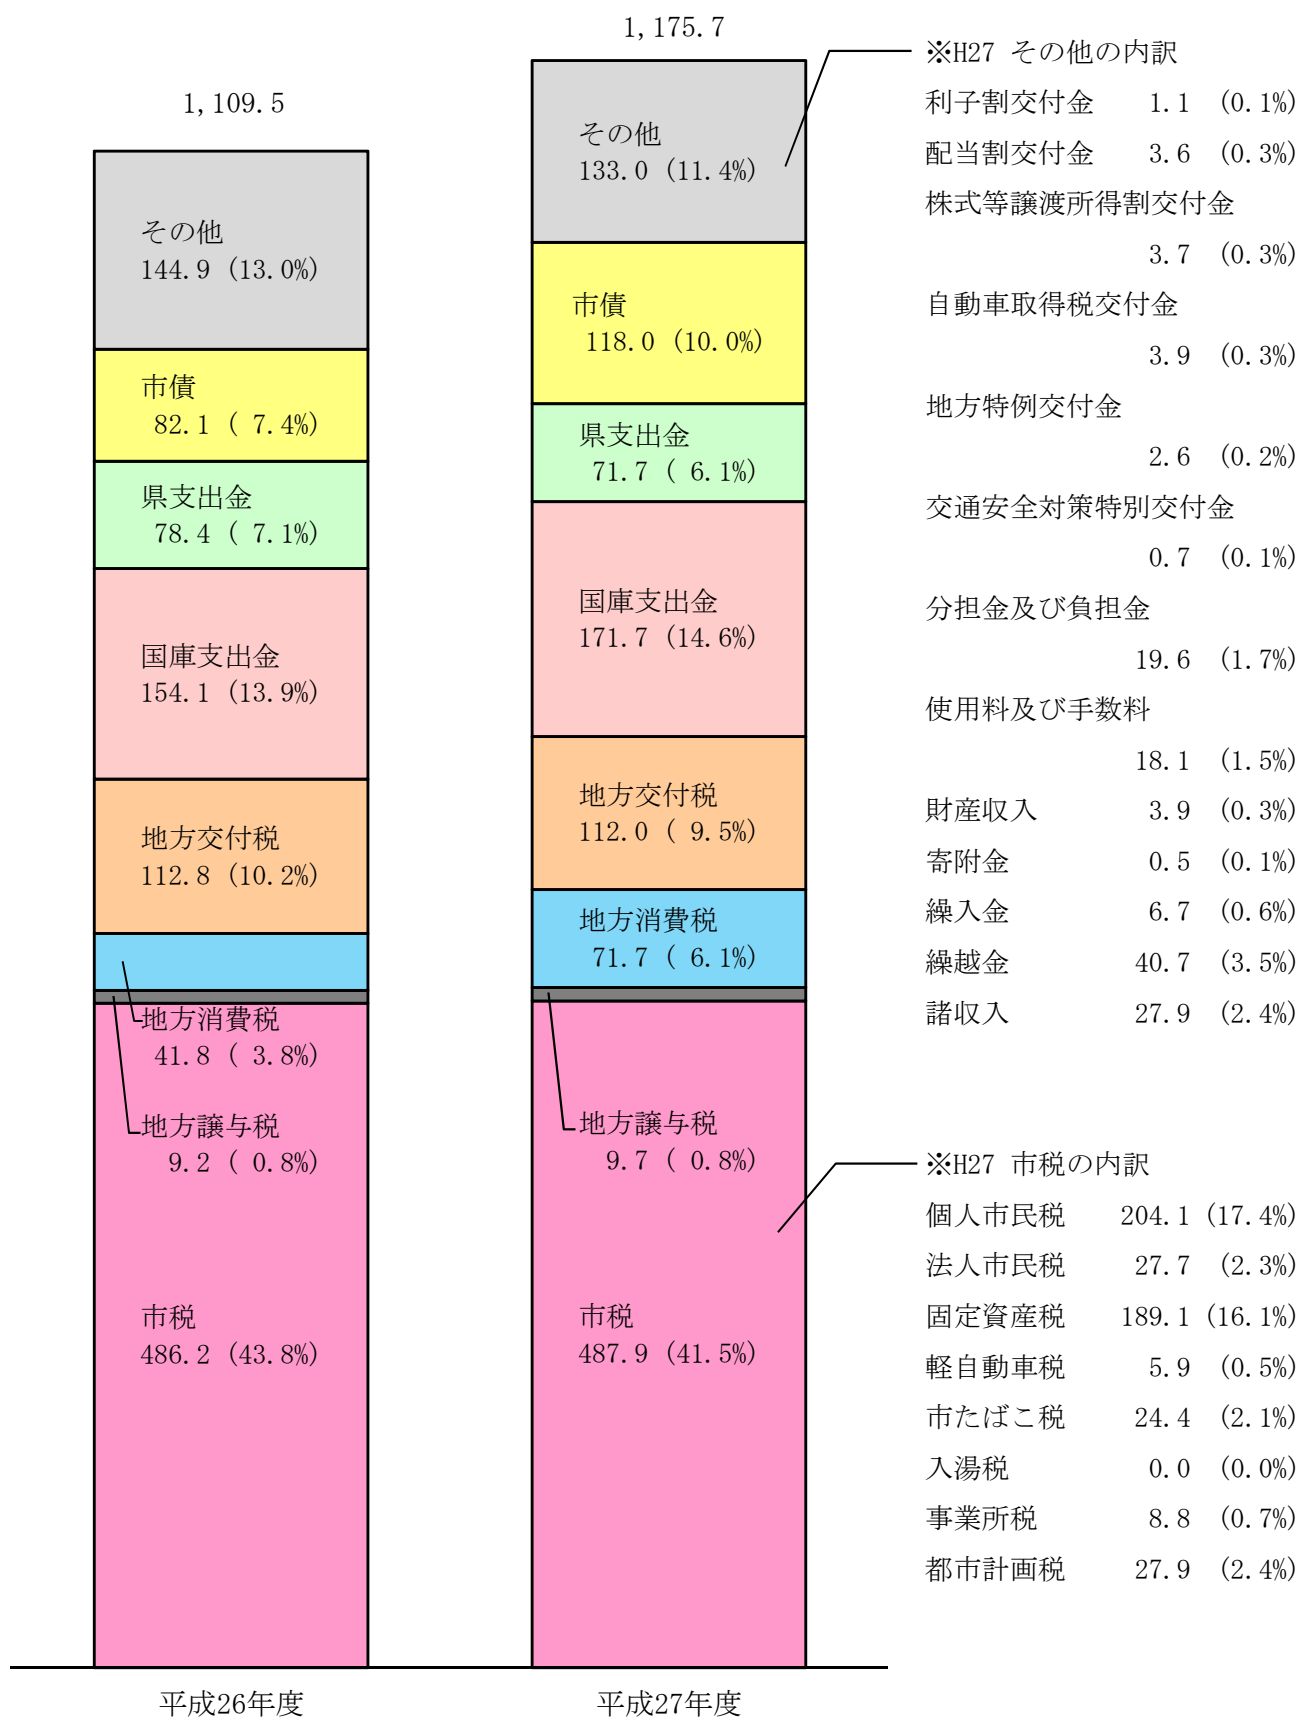 1,109.5
その他
144.9 (13.0%)
市債
82.1 ( 7.4%)
県支出金
78.4 ( 7.1%)
国庫支出金
154.1 (13.9%)
地方交付税
112.8 (10.2%)
地方消費税
41.8 ( 3.8%)
地方譲与税
9.2 ( 0.8%)
市税
486.2 (43.8%)
平成26年度
1,175.7
その他
133.0 (11.4%)
市債
118.0 (10.0%)
県支出金
71.7 ( 6.1%)
国庫支出金
171.7 (14.6%)
地方交付税
112.0 ( 9.5%)
地方消費税
71.7 ( 6.1%)
地方譲与税
9.7 ( 0.8%)
市税
487.9 (41.5%)
平成27年度
※H27 その他の内訳
利子割交付金 1.1 (0.1%)
配当割交付金 3.6 (0.3%)
株式等譲渡所得割交付金
3.7 (0.3%)
自動車取得税交付金
3.9 (0.3%)
地方特例交付金
2.6 (0.2%)
交通安全対策特別交付金
0.7 (0.1%)
分担金及び負担金
19.6 (1.7%)
使用料及び手数料
18.1 (1.5%)
財産収入 3.9 (0.3%)
寄附金 0.5 (0.1%)
繰入金 6.7 (0.6%)
繰越金 40.7 (3.5%)
諸収入 27.9 (2.4%)
※H27 市税の内訳
個人市民税 204.1 (17.4%)
法人市民税 27.7 (2.3%)
固定資産税 189.1 (16.1%)
軽自動車税 5.9 (0.5%)
市たばこ税 24.4 (2.1%)
入湯税 0.0 (0.0%)
事業所税 8.8 (0.7%)
都市計画税 27.9 (2.4%)